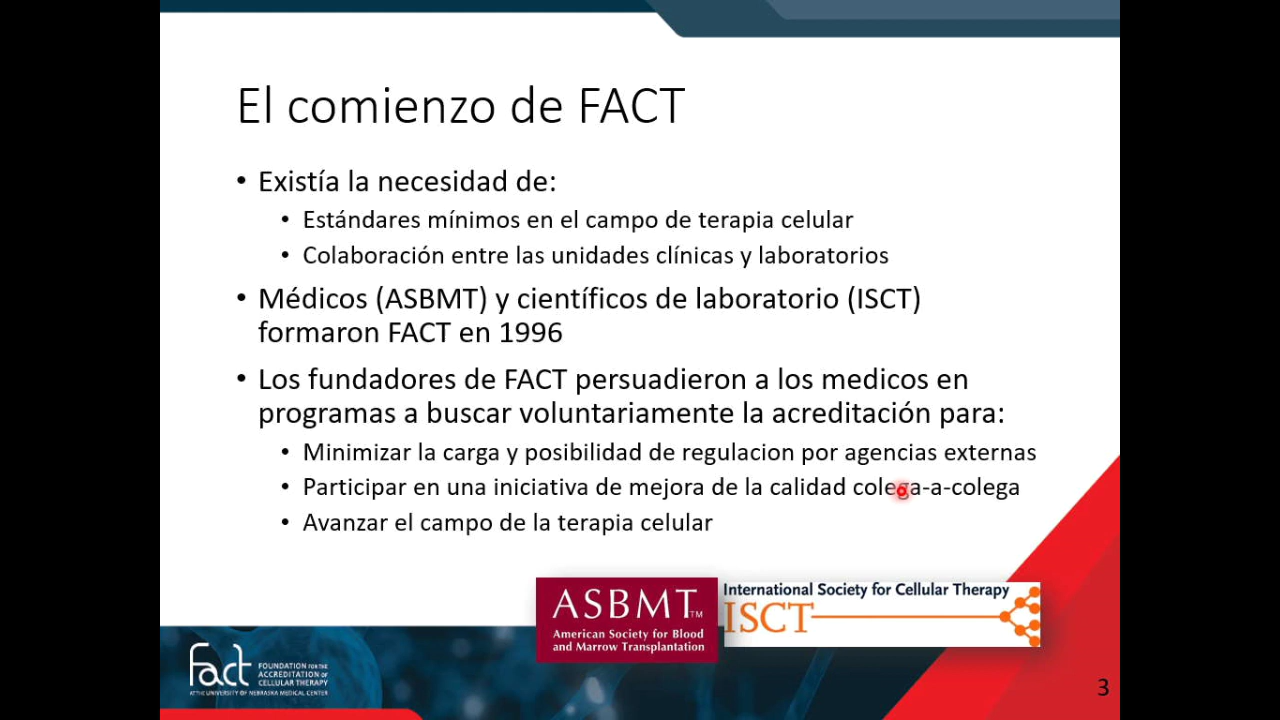 El comienzo de FACT
• Existía la necesidad de:
• Estándares mínimos en el campo de terapia celular
• Colaboración entre las unidades clínicas y laboratorios
• Médicos (ASBMT) y científicos de laboratorio (ISCT)
formaron FACT en 1996
• Los fundadores de FACT persuadieron a los medicos en
programas a buscar voluntariamente la acreditación para:
• Minimizar la carga y posibilidad de regulacion por agencias externas
• Participar en una iniciativa de mejora de la calidad colega-a-colega
• Avanzar el campo de la terapia celular
ASBMT TM
American Society for Blood
and Marrow Transplantation
International Society for Cellular Therapy
ISCT
fact
FOUNDATION FOR THE
ACCREDITATION OF
CELLULAR THERAPY
AT THE UNIVERSITY OF NEBRASKA MEDICAL CENTER
3